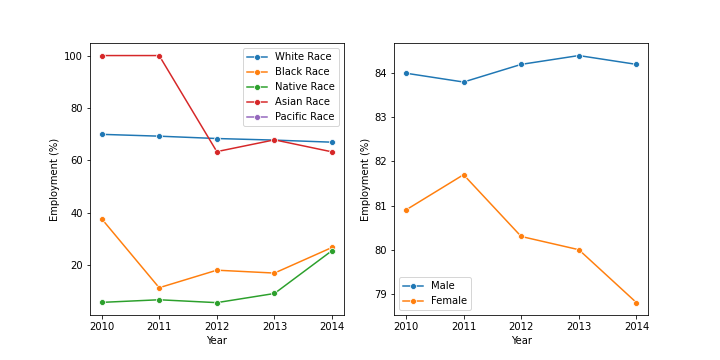 100
80
60
40
20
Employment (%)
2010 2011 2012 2013 2014
Year
White Race
Black Race
Native Race
Asian Race
Pacific Race
84
83
82
81
80
79
Employment (%)
2010 2011 2012 2013 2014
Year
Male
Female